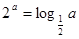 2^a = log_{1/2} a